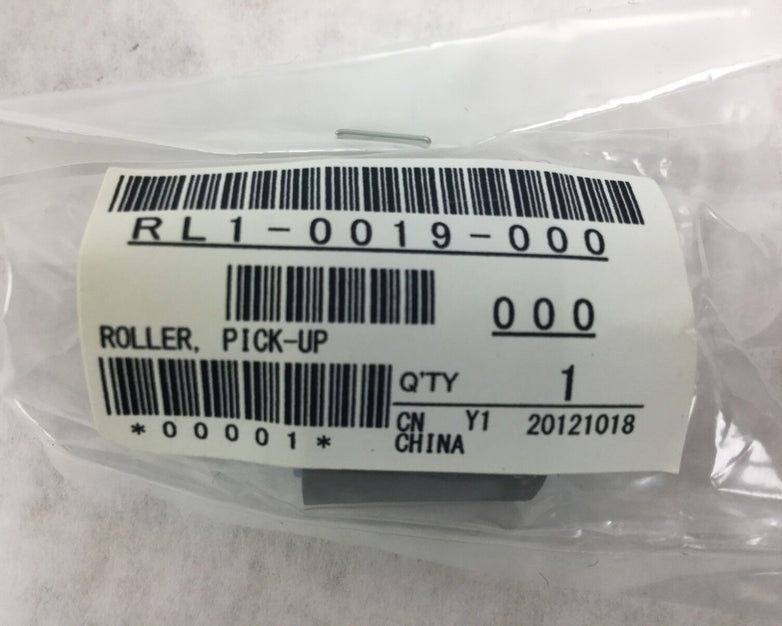 RL1-0019-000
000
ROLLER, PICK-UP
Q'TY 1
*00001*
CN Y1 20121018
CHINA